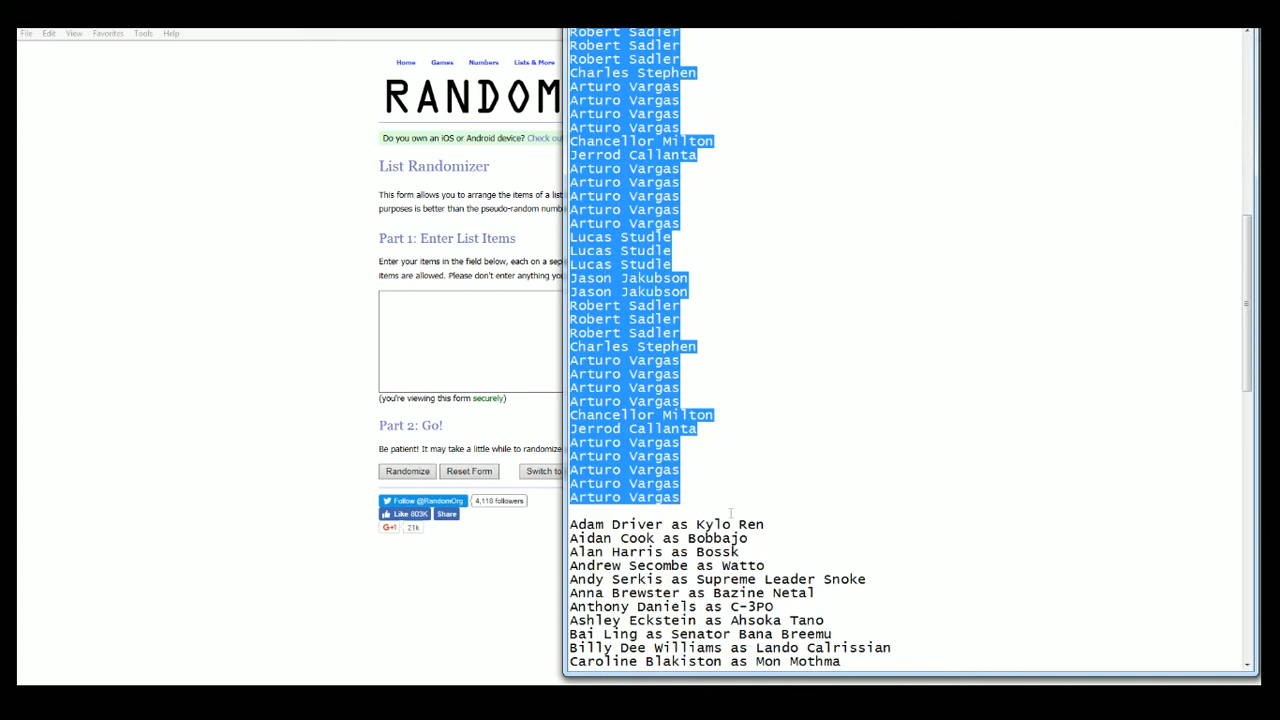 File Edit View Favorites Tools Help
Home Games Numbers Lists & More
RANDOM
Do you own an iOS or Android device? Check
List Randomizer
This form allows you to arrange the items of a list
purposes is better than the pseudo-random
Part 1: Enter List Items
Enter your items in the field below, each on a
items are allowed. Please don't enter anything
(you're viewing this form securely)
Part 2: Go!
Be patient! It may take a little while to randomize
Randomize Reset Form Switch to
Follow @RandomOrg 4,116 followers
Like 803K Share
G+ 21k
Robert Sadler
Robert Sadler
Robert Sadler
Charles Stephen
Arturo Vargas
Arturo Vargas
Arturo Vargas
Arturo Vargas
Chancellor Milton
Jerrod Callanta
Arturo Vargas
Arturo Vargas
Arturo Vargas
Arturo Vargas
Arturo Vargas
Lucas Studle
Lucas Studle
Lucas Studle
Jason Jakubson
Jason Jakubson
Robert Sadler
Robert Sadler
Robert Sadler
Charles Stephen
Arturo Vargas
Arturo Vargas
Arturo Vargas
Arturo Vargas
Chancellor Milton
Jerrod Callanta
Arturo Vargas
Arturo Vargas
Arturo Vargas
Arturo Vargas
Arturo Vargas
Adam Driver as Kylo Ren
Aidan Cook as Bobbajo
Alan Harris as Bossk
Andrew Secombe as Watto
Andy Serkis as Supreme Leader Snoke
Anna Brewster as Bazine Netal
Anthony Daniels as C-3PO
Ashley Eckstein as Ahsoka Tano
Bai Ling as Senator Bana Breemu
Billy Dee Williams as Lando Calrissian
Caroline Blakiston as Mon Mothma